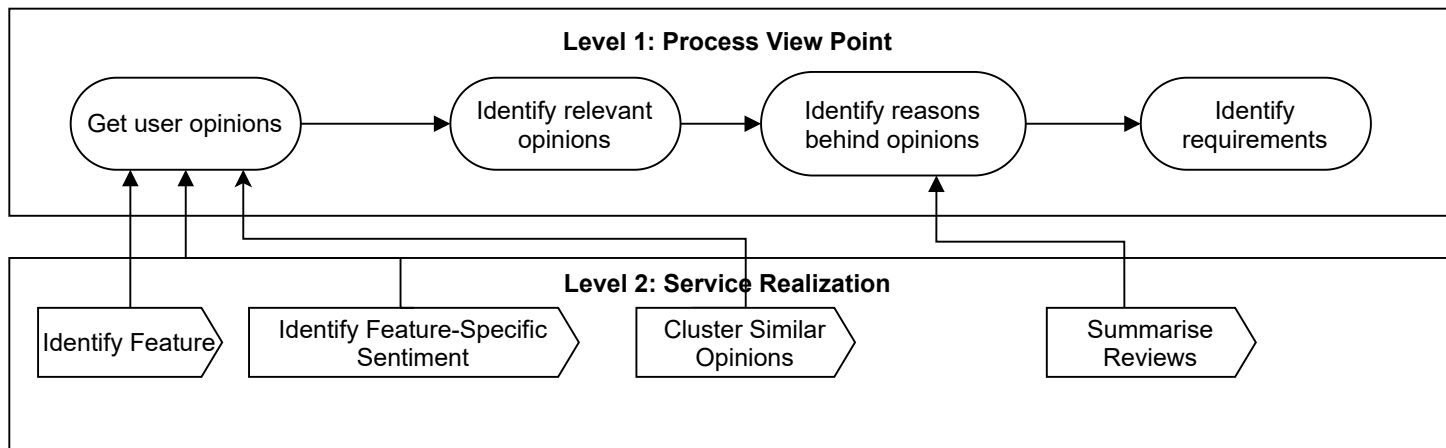 Level 1: Process View Point
Get user opinions
Identify relevant
opinions
Identify reasons
behind opinions
Identify
requirements
Level 2: Service Realization
Identify Feature
Identify Feature-Specific
Sentiment
Cluster Similar
Opinions
Summarise
Reviews